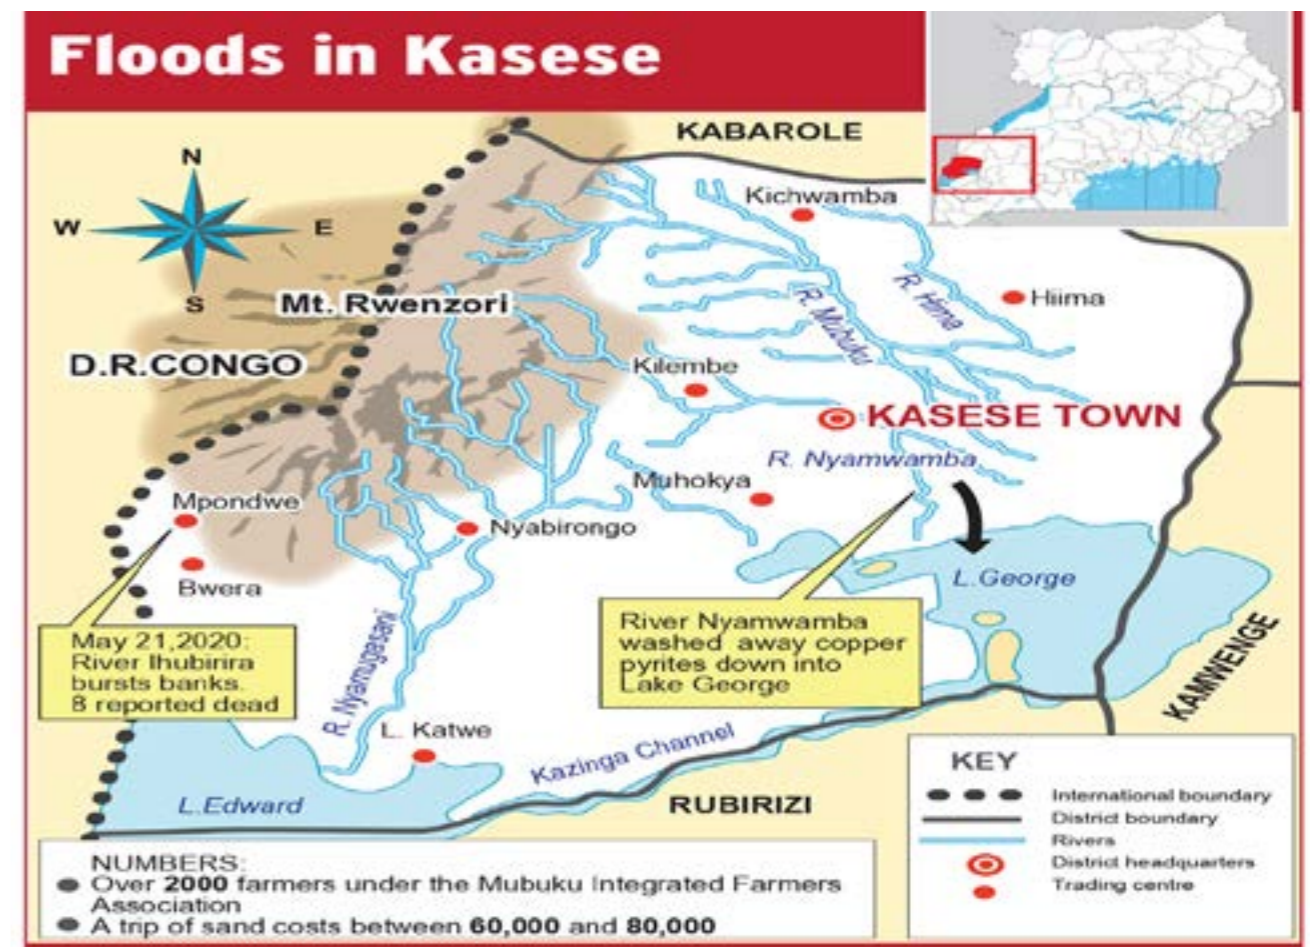 Floods in Kasese
KABAROLE
N
W
E
S
Kichwamba
Mt. Rwenzori
R. Hima
Hiima
R. Mubuku
D.R.CONGO
Kilembe
KASESE TOWN
R. Nyamwamba
Muhokya
Mpondwe
Nyabirongo
Bwera
L.George
May 21,2020:
River Ihubirira
bursts banks.
8 reported dead
River Nyamwamba
washed away copper
pyrites down into
Lake George
R. Nyamugasani
KAMWENGE
L. Katwe
Kazinga Channel
L.Edward
RUBIRIZI
KEY
International boundary
District boundary
Rivers
District headquarters
Trading centre
NUMBERS:
Over 2000 farmers under the Mubuku Integrated Farmers
Association
A trip of sand costs between 60,000 and 80,000